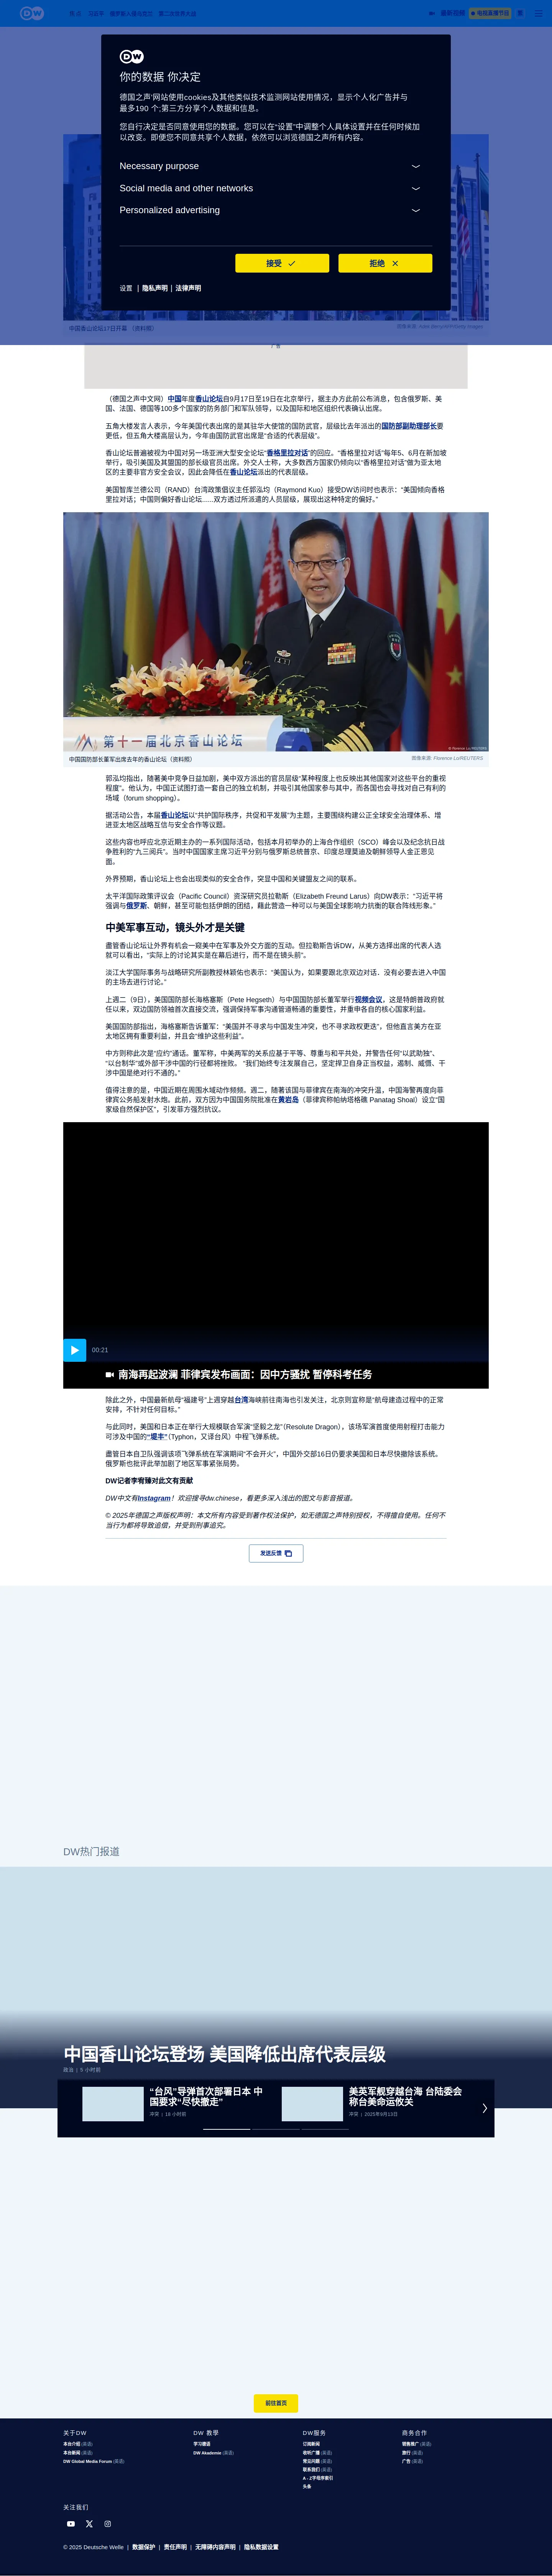 DW
政治 习近平 俄罗斯入侵乌克兰 第二次世界大战
最新视频 电视直播节目
DW
你的数据 你决定
德国之声'网站使用cookies及其他类似技术监测网站使用情况，显示个人化广告并与
最多190 个;第三方分享个人数据和信息。
您自行决定是否同意使用您的数据。您可以在“设置”中调整个人具体设置并在任何时候加
以改变。即便您不同意共享个人数据，依然可以浏览德国之声所有内容。
Necessary purpose
Social media and other networks
Personalized advertising
接受
拒绝
设置 | 隐私声明 | 法律声明
中国香山论坛17日开幕 （资料照）
广告
（德国之声中文网）中国年度香山论坛自9月17日至19日在北京举行，据主办方此前公布消息，包含俄罗斯、美
国、法国、德国等100多个国家的防务部门和军队领导，以及国际和地区组织代表确认出席。
五角大楼发言人表示，今年美国代表出席的是其驻华大使馆的国防武官，层级比去年派出的国防部副助理部长要
更低，但五角大楼高层认为，今年由国防武官出席是“合适的代表层级”。
香山论坛普遍被视为中国对另一场亚洲大型安全论坛“香格里拉对话”的回应。“香格里拉对话”每年5、6月在新加坡
举行，吸引美国及其盟国的部长级官员出席。外交人士称，大多数西方国家仍倾向以“香格里拉对话”做为亚太地
区的主要非官方安全会议，因此会降低在香山论坛派出的代表层级。
美国智库兰德公司（RAND）台湾政策倡议主任郭泓均（Raymond Kuo）接受DW访问时也表示：“美国倾向香格
里拉对话；中国则偏好香山论坛……双方透过所派遣的人员层级，展现出这种特定的偏好。”
第十一届北京香山论坛
© Florence Lo/REUTERS
中国国防部长董军出席去年的香山论坛（资料照）
图像来源: Florence Lo/REUTERS
郭泓均指出，随著美中竞争日益加剧，美中双方派出的官员层级“某种程度上也反映出其他国家对这些平台的重视
程度”。他认为，中国正试图打造一套自己的独立机制，并吸引其他国家参与其中，而各国也会寻找对自己有利的
场域（forum shopping）。
据活动公告，本届香山论坛以“共护国际秩序，共促和平发展”为主题，主要围绕构建公正全球安全治理体系、增
进亚太地区战略互信与安全合作等议题。
这些内容也呼应北京近期主办的一系列国际活动，包括本月初举办的上海合作组织（SCO）峰会以及纪念抗日战
争胜利的“九三阅兵”。当时中国国家主席习近平分别与俄罗斯总统普京、印度总理莫迪及朝鲜领导人金正恩见
面。
外界预料，香山论坛上也会出现类似的安全合作，突显中国和关键盟友之间的联系。
太平洋国际政策评议会（Pacific Council）资深研究员拉勒斯（Elizabeth Freund Larus）向DW表示：“习近平将
强调与俄罗斯、朝鲜，甚至可能包括伊朗的团结，藉此营造一种可以与美国全球影响力抗衡的联合阵线形象。”
中美军事互动，镜头外才是关键
盡管香山论坛让外界有机会一窥美中在军事及外交方面的互动。但拉勒斯告诉DW，从美方选择出席的代表人选
就可以看出，“实际上的讨论其实是在幕后进行，而不是在镜头前”。
淡江大学国际事务与战略研究所副教授林穎佑也表示：“美国认为，如果要跟北京双边对话．没有必要去进入中国
的主场去进行讨论。”
上週二（9日），美国国防部长海格塞斯（Pete Hegseth）与中国国防部长董军举行视频会议，这是特朗普政府就
任以来，双边国防领袖首次直接交流，强调保持军事沟通管道畅通的重要性，并重申各自的核心国家利益。
美国国防部指出，海格塞斯告诉董军：“美国并不寻求与中国发生冲突，也不寻求政权更迭”，但他直言美方在亚
太地区拥有重要利益，并且会“维护这些利益”。
中方则称此次是“应约”通话。董军称，中美两军的关系应基于平等、尊重与和平共处，并警告任何“以武助独”、
“以台制华”或外部干涉中国的行径都将挫败。“我们始终专注发展自己，坚定捍卫自身正当权益，遏制、威慑、干
涉中国是绝对行不通的。”
值得注意的是，中国近期在周围水域动作频频。週二，随著该国与菲律宾在南海的冲突升温，中国海警再度向菲
律宾公务船发射水炮。此前，双方因为中国国务院批准在黄岩岛（菲律宾称帕纳塔格礁 Panatag Shoal）设立“国
家级自然保护区”，引发菲方强烈抗议。
00:21
南海再起波澜 菲律宾发布画面：因中方骚扰 暂停科考任务
除此之外，中国最新航母“福建号”上週穿越台湾海峡前往南海也引发关注，北京则宣称是“航母建造过程中的正常
安排，不针对任何目标。”
与此同时，美国和日本正在举行大规模联合军演“坚毅之龙”（Resolute Dragon），该场军演首度使用射程打击能力
可涉及中国的“堤丰”（Typhon，又译台风）中程飞弹系统。
盡管日本自卫队强调该项飞弹系统在军演期间“不会开火”，中国外交部16日仍要求美国和日本尽快撤除该系统。
俄罗斯也批评此举加剧了地区军事紧张局势。
DW记者李宥臻对此文有贡献
DW中文有Instagram！欢迎搜寻dw.chinese，看更多深入浅出的图文与影音报道。
© 2025年德国之声版权声明：本文所有内容受到著作权法保护，如无德国之声特别授权，不得擅自使用。任何不
当行为都将导致追偿，并受到刑事追究。
发送反馈
DW热门报道
中国香山论坛登场 美国降低出席代表层级
政治 | 9 小时前
“台风”导弹首次部署日本 中
国要求“尽快撤走”
冲突 | 16 小时前
美英军舰穿越台海 台陆委会
称台美命运攸关
冲突 | 2025年9月13日
前往首页
关于DW
本台介绍 (英语)
本台新闻 (英语)
DW Global Media Forum (英语)
DW 教學
学习德语
DW Akademie (英语)
DW服务
订阅新闻
收听广播 (英语)
常见问题 (英语)
联系我们 (英语)
A - Z字母序索引
头条
商务合作
销售推广 (英语)
旅行 (英语)
广告 (英语)
关注我们
© 2025 Deutsche Welle | 数据保护 | 责任声明 | 无障碍内容声明 | 隐私数据设置